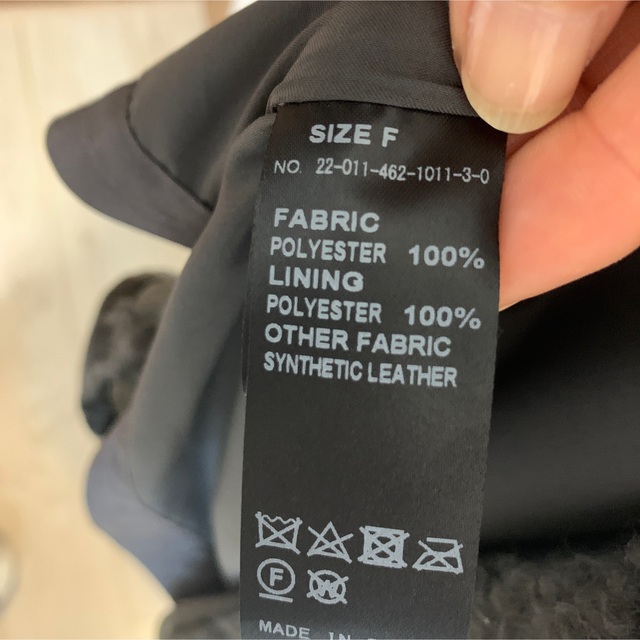 SIZE F
NO. 22-011-462-1011-3-0
FABRIC
POLYESTER 100%
LINING
POLYESTER 100%
OTHER FABRIC
SYNTHETIC LEATHER
F W
MADE IN